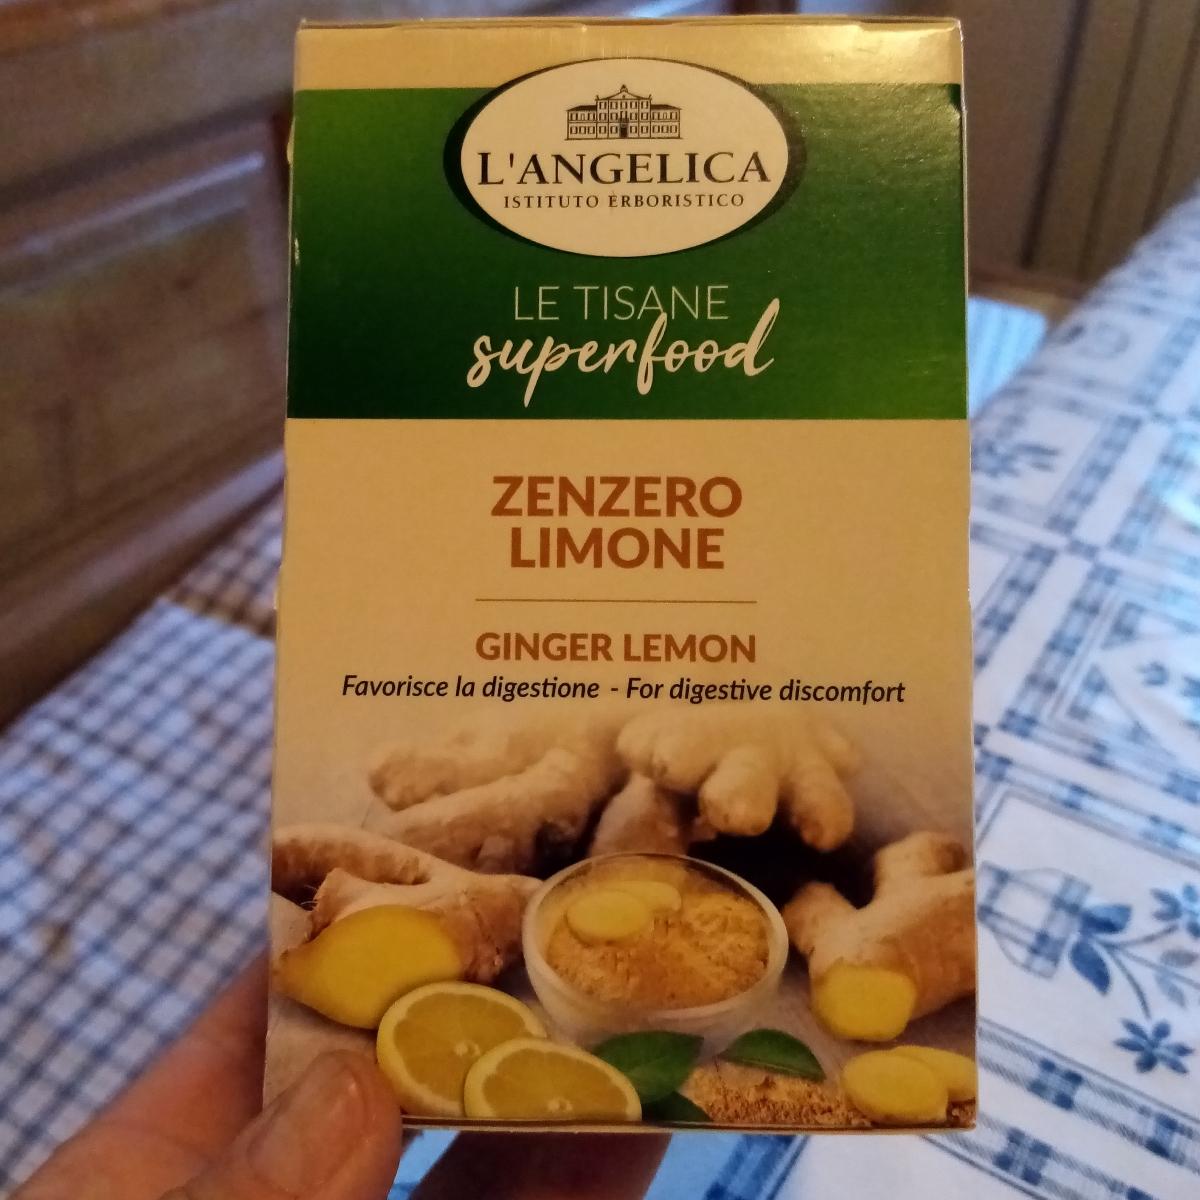 L'ANGELICA
ISTITUTO ERBORISTICO
LE TISANE
superfood
ZENZERO
LIMONE
GINGER LEMON
Favorisce la digestione - For digestive discomfort